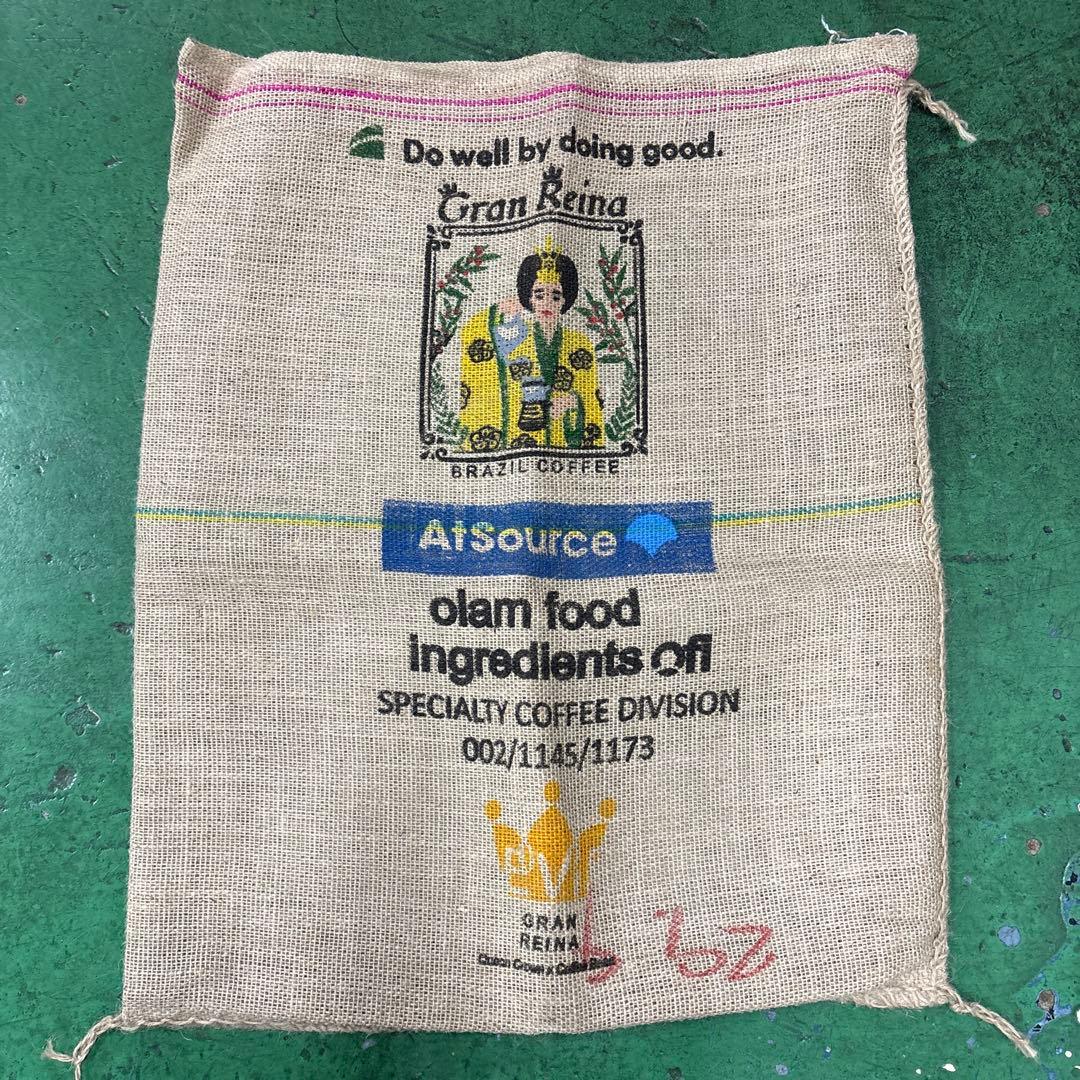 Do well by doing good.
Gran Reina
BRAZIL COFFEE
AtSource
olam food
ingredients ofi
SPECIALTY COFFEE DIVISION
002/1145/1173
GRAN
REINA